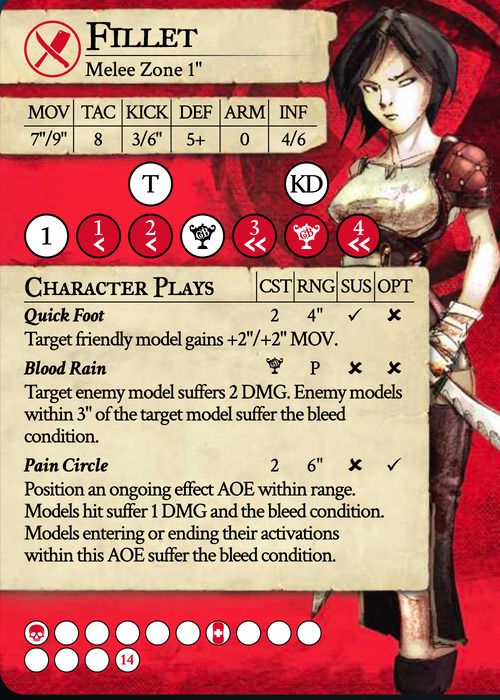 FILLET
Melee Zone 1"
MOV TAC KICK DEF ARM INF
7"/9" 8 3/6" 5+ 0 4/6
T KD
1 1 2 GB 3 GB 4
CHARACTER PLAYS CST RNG SUS OPT
Quick Foot 2 4" ✓ ✘
Target friendly model gains +2"/+2" MOV.
Blood Rain GB P ✘ ✘
Target enemy model suffers 2 DMG. Enemy models
within 3" of the target model suffer the bleed
condition.
Pain Circle 2 6" ✘ ✓
Position an ongoing effect AOE within range.
Models hit suffer 1 DMG and the bleed condition.
Models entering or ending their activations
within this AOE suffer the bleed condition.
14